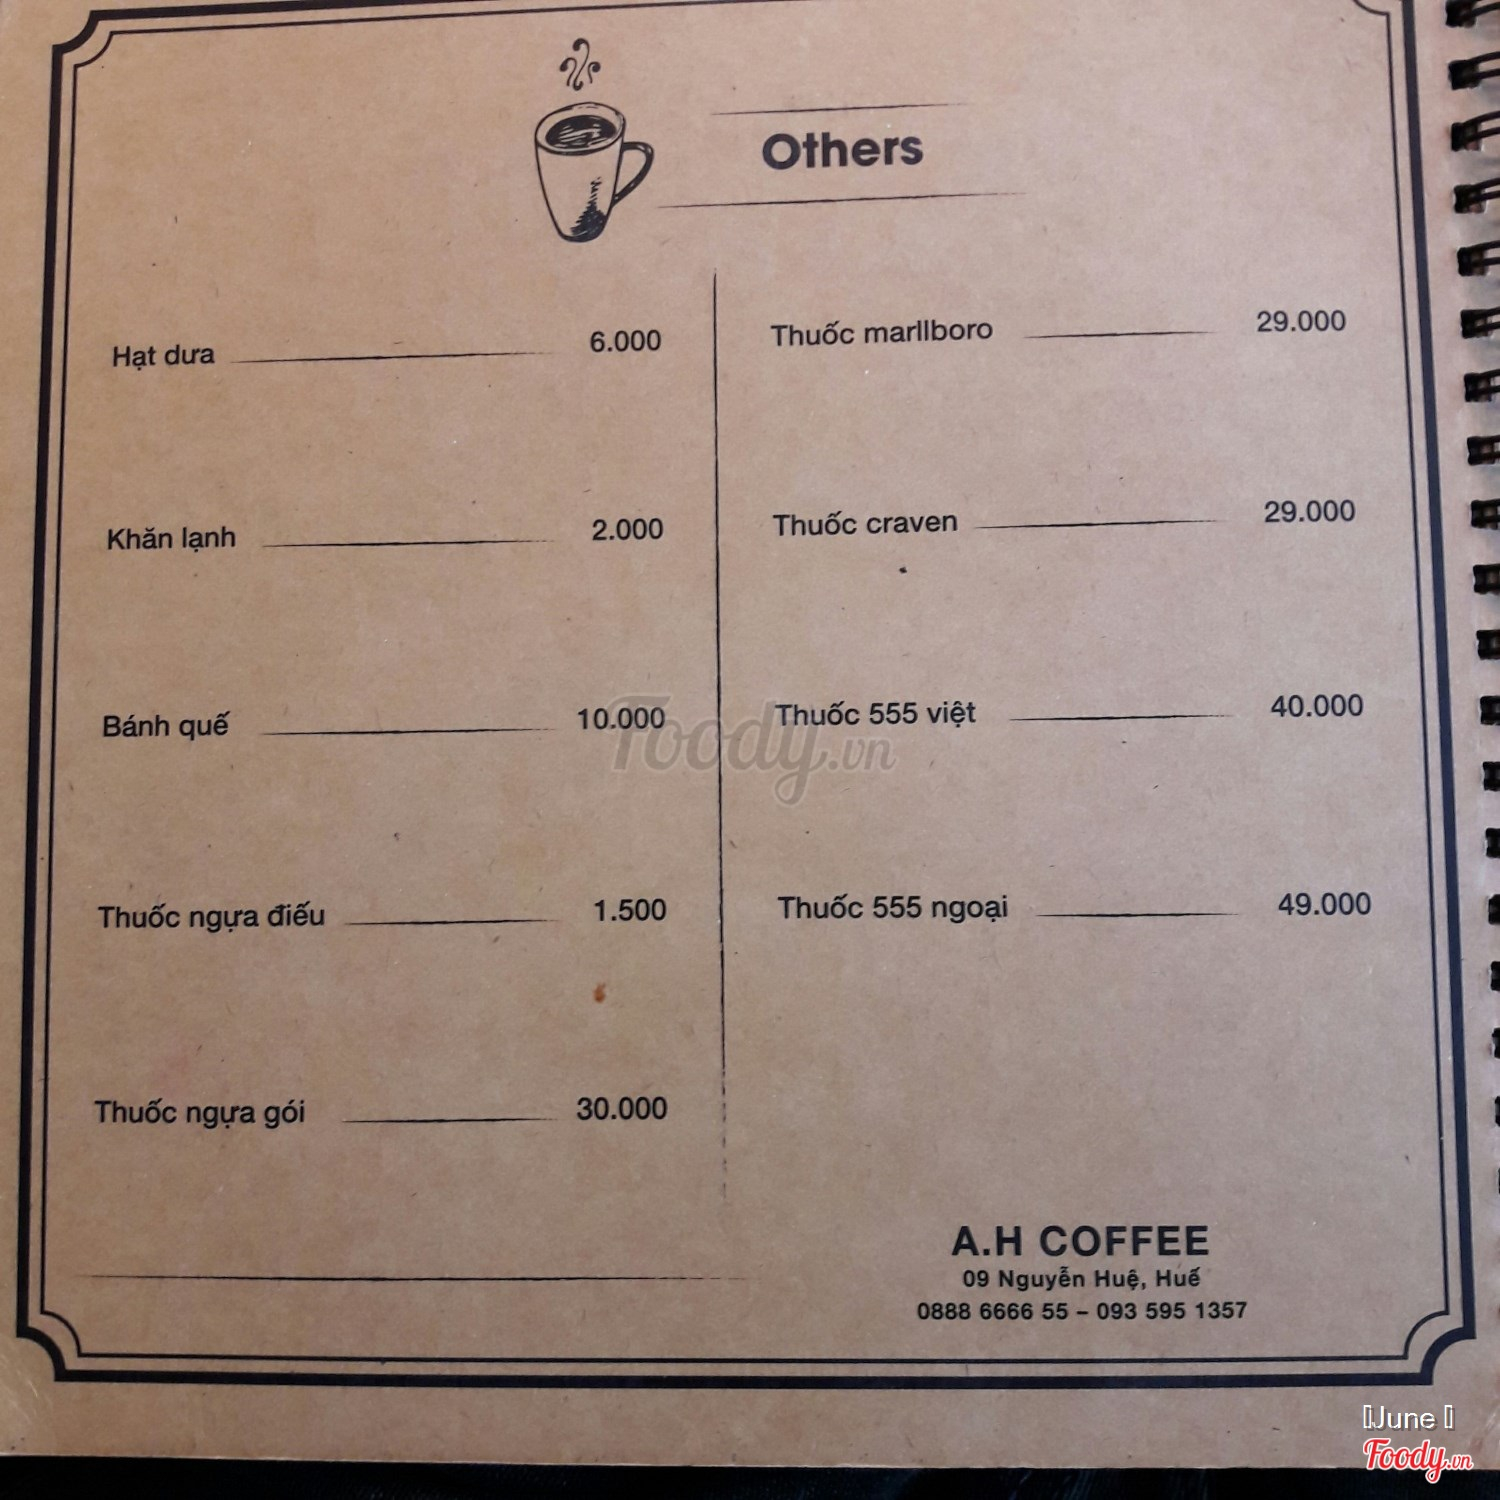 Others
Hạt dưa 6.000
Khăn lạnh 2.000
Bánh quế 10.000
Thuốc ngựa điếu 1.500
Thuốc ngựa gói 30.000
Thuốc marllboro 29.000
Thuốc craven 29.000
Thuốc 555 việt 40.000
Thuốc 555 ngoại 49.000
A.H COFFEE
09 Nguyễn Huệ, Huế
0888 6666 55 – 093 595 1357
Foody.vn
June
Foody.vn